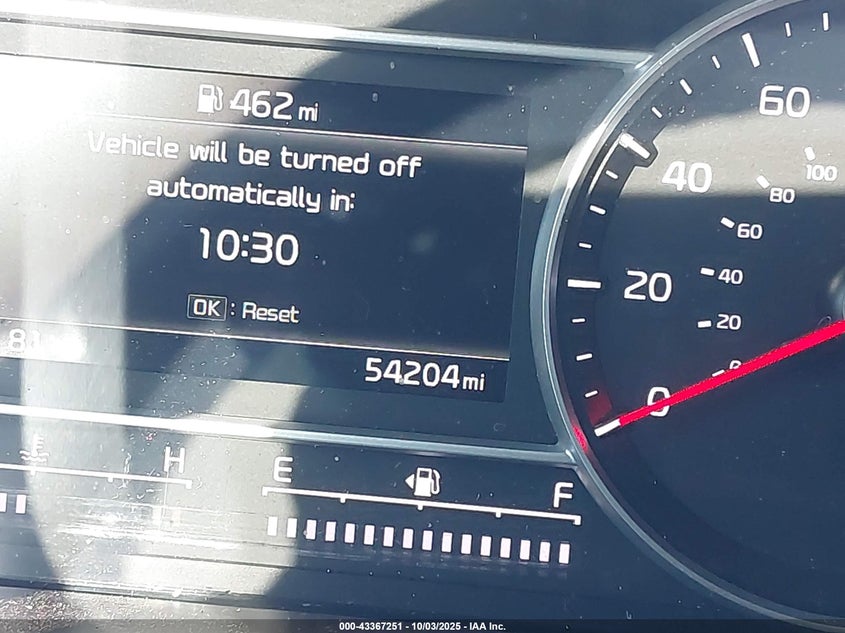 462 mi
Vehicle will be turned off
automatically in:
10:30
OK : Reset
54204 mi
H
E
F
0
20
40
60
0
20
40
60
80
100
000-43367251 - 10/03/2025 - IAA Inc.